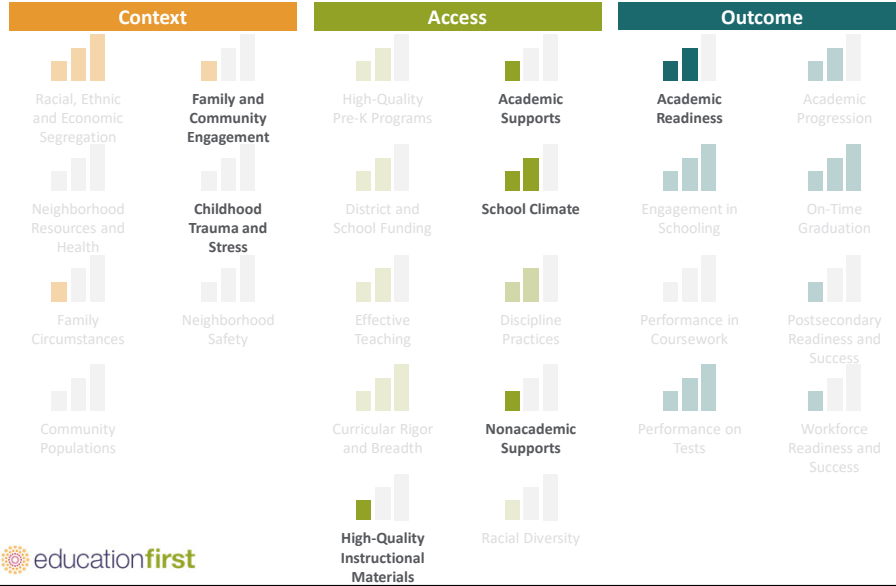 Context
Access
Outcome
Racial, Ethnic
and Economic
Segregation
Family and
Community
Engagement
High-Quality
Pre-K Programs
Academic
Supports
Academic
Readiness
Academic
Progression
Neighborhood
Resources and
Health
Childhood
Trauma and
Stress
District and
School Funding
School Climate
Engagement in
Schooling
On-Time
Graduation
Family
Circumstances
Neighborhood
Safety
Effective
Teaching
Discipline
Practices
Performance in
Coursework
Postsecondary
Readiness and
Success
Community
Populations
Curricular Rigor
and Breadth
Nonacademic
Supports
Performance on
Tests
Workforce
Readiness and
Success
High-Quality
Instructional
Materials
Racial Diversity
educationfirst